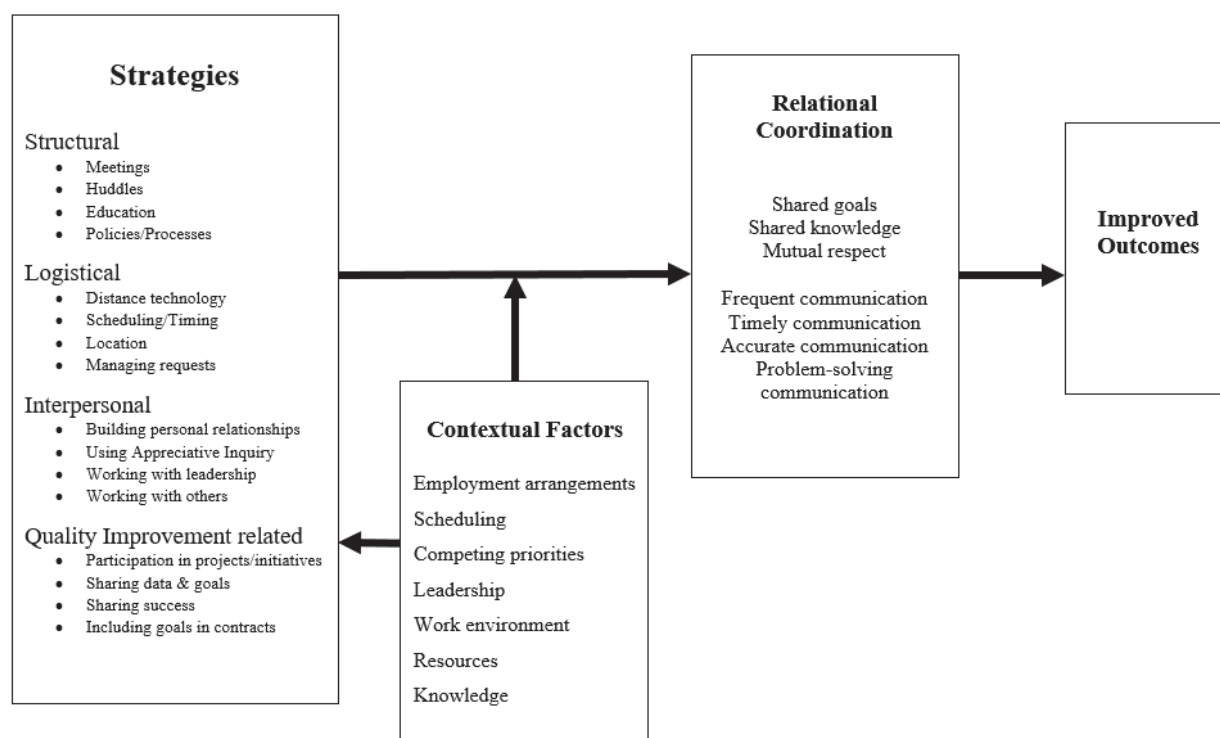 Strategies
Structural
• Meetings
• Huddles
• Education
• Policies/Processes
Logistical
• Distance technology
• Scheduling/Timing
• Location
• Managing requests
Interpersonal
• Building personal relationships
• Using Appreciative Inquiry
• Working with leadership
• Working with others
Quality Improvement related
• Participation in projects/initiatives
• Sharing data & goals
• Sharing success
• Including goals in contracts
Contextual Factors
Employment arrangements
Scheduling
Competing priorities
Leadership
Work environment
Resources
Knowledge
Relational
Coordination
Shared goals
Shared knowledge
Mutual respect
Frequent communication
Timely communication
Accurate communication
Problem-solving
communication
Improved
Outcomes